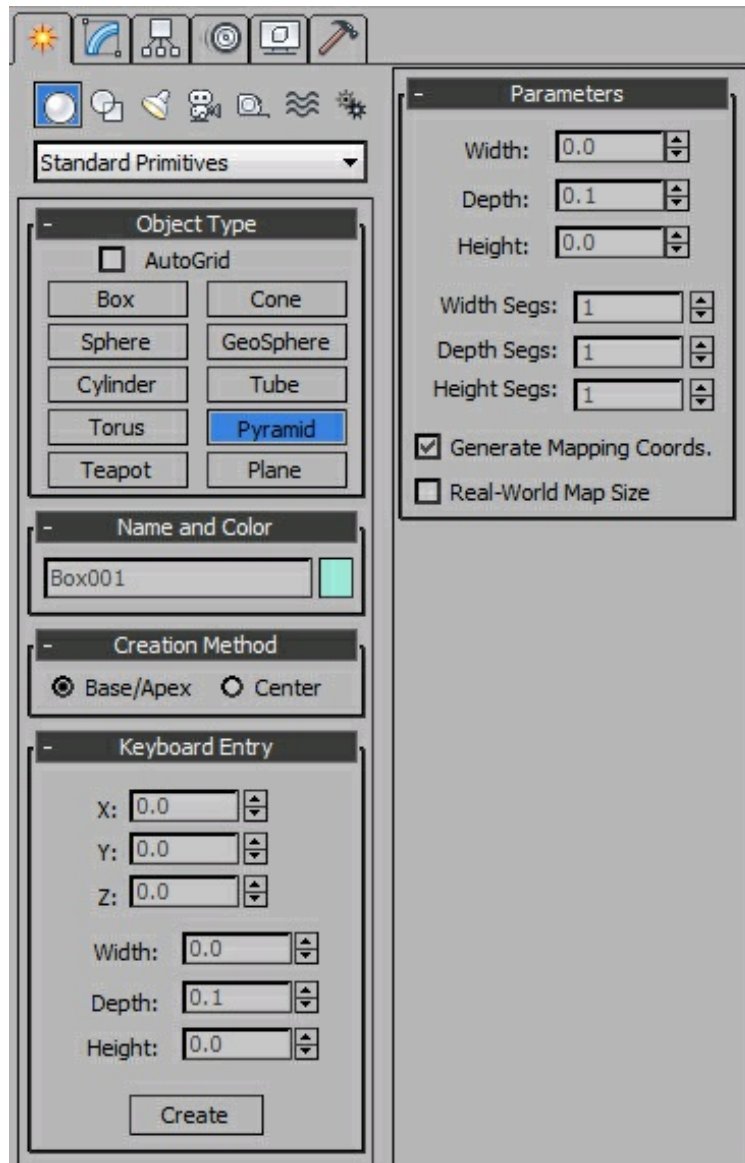 Standard Primitives
- Object Type
AutoGrid
Box Cone
Sphere GeoSphere
Cylinder Tube
Torus Pyramid
Teapot Plane
- Name and Color
Box001
- Creation Method
Base/Apex Center
- Keyboard Entry
X: 0.0
Y: 0.0
Z: 0.0
Width: 0.0
Depth: 0.1
Height: 0.0
Create
- Parameters
Width: 0.0
Depth: 0.1
Height: 0.0
Width Segs: 1
Depth Segs: 1
Height Segs: 1
Generate Mapping Coords.
Real-World Map Size